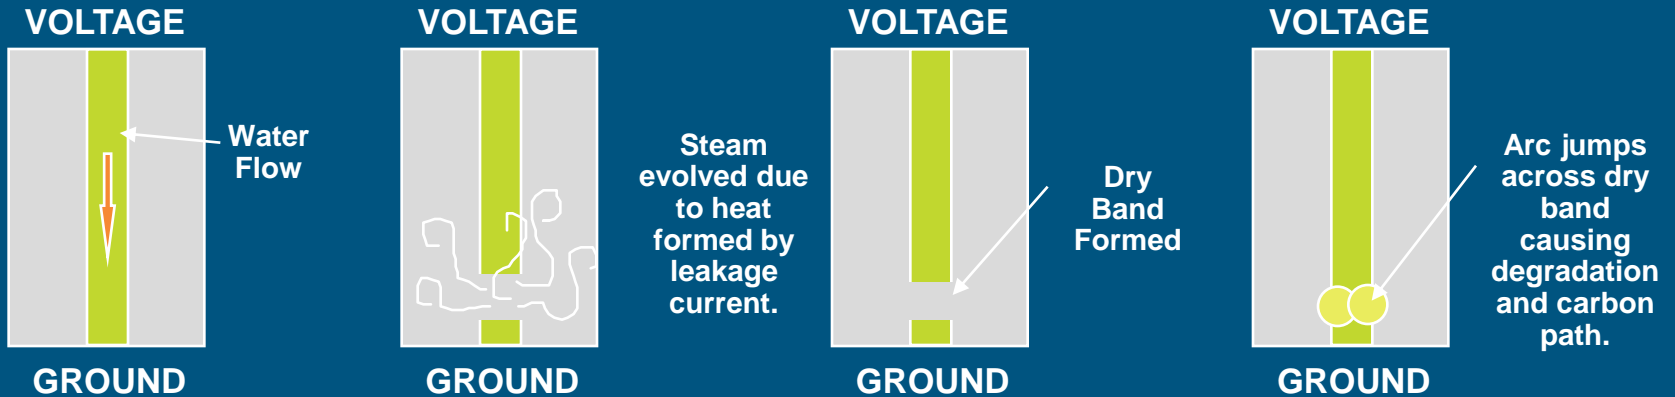 VOLTAGE
Water
Flow
GROUND
VOLTAGE
Steam
evolved due
to heat
formed by
leakage
current.
GROUND
VOLTAGE
Dry
Band
Formed
GROUND
VOLTAGE
Arc jumps
across dry
band
causing
degradation
and carbon
path.
GROUND